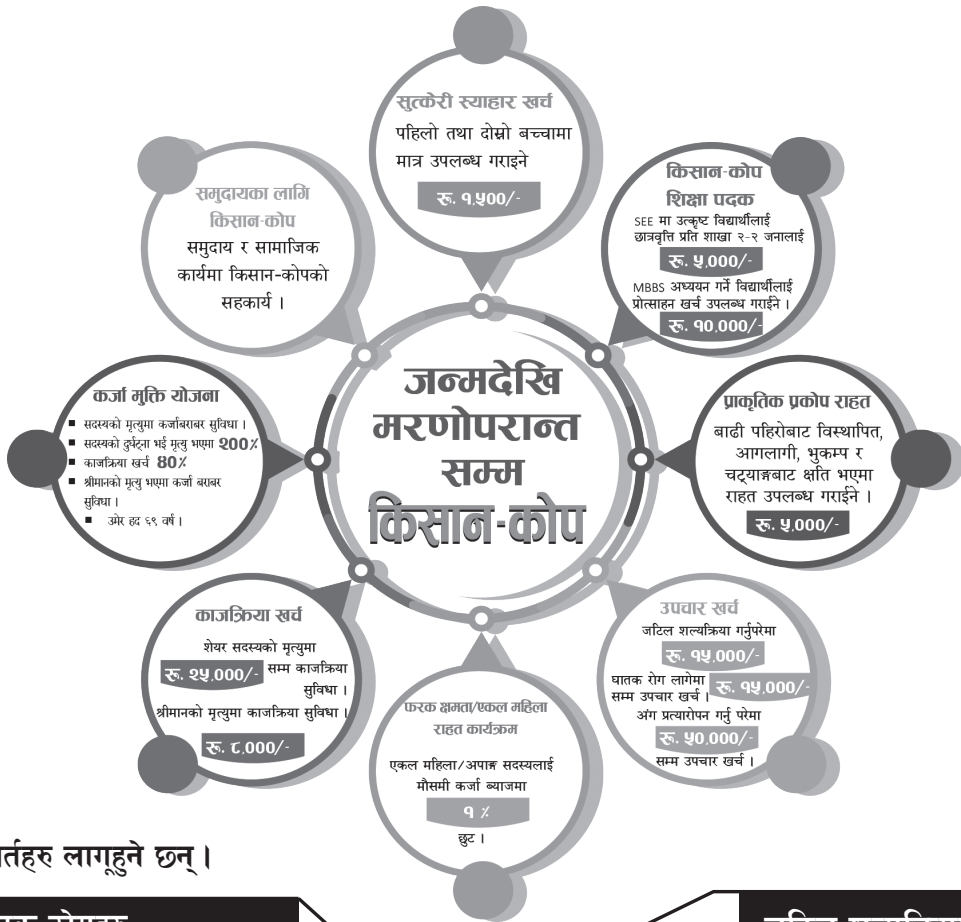 सुत्केरी स्याहार खर्च
पहिलो तथा दोस्रो बच्चामा
मात्र उपलब्ध गराइने
रू. १,५००/-
किसान-कोप
शिक्षा पदक
SEE मा उत्कृष्ट विद्यार्थीलाई
छात्रवृत्ति प्रति शाखा २-२ जनालाई
रू. ५,०००/-
MBBS अध्ययन गर्ने विद्यार्थीलाई
प्रोत्साहन खर्च उपलब्ध गराईने ।
रू. १०,०००/-
प्राकृतिक प्रकोप राहत
बाढी पहिरोबाट विस्थापित,
आगलागी, भुकम्प र
चट्याङ्गबाट क्षति भएमा
राहत उपलब्ध गराईने ।
रू. ५,०००/-
उपचार खर्च
जटिल शल्यक्रिया गर्नुपरेमा
रू. १५,०००/-
घातक रोग लागेमा रू. १५,०००/-
सम्म उपचार खर्च ।
अंग प्रत्यारोपन गर्नु परेमा
रू. ५०,०००/-
सम्म उपचार खर्च ।
फरक क्षमता/एकल महिला
राहत कार्यक्रम
एकल महिला/अपाङ्ग सदस्यलाई
मौसमी कर्जा ब्याजमा
१ %
छुट ।
काजक्रिया खर्च
शेयर सदस्यको मृत्युमा
रू. २५,०००/- सम्म काजक्रिया
सुविधा ।
श्रीमानको मृत्युमा काजक्रिया सुविधा ।
रू. ८,०००/-
कर्जा मुक्ति योजना
■ सदस्यको मृत्युमा कर्जाबराबर सुविधा ।
■ सदस्यको दुर्घट्ना भई मृत्यु भएमा 200%
■ काजक्रिया खर्च 80%
■ श्रीमानको मृत्यु भएमा कर्जा बराबर
सुविधा ।
■ उमेर हद ६९ वर्ष ।
समुदायका लागि
किसान-कोप
समुदाय र सामाजिक
कार्यमा किसान-कोपको
सहकार्य ।
जन्मदेखि
मरणोपरान्त
सम्म
किसान-कोप
लागूहुने छन् ।